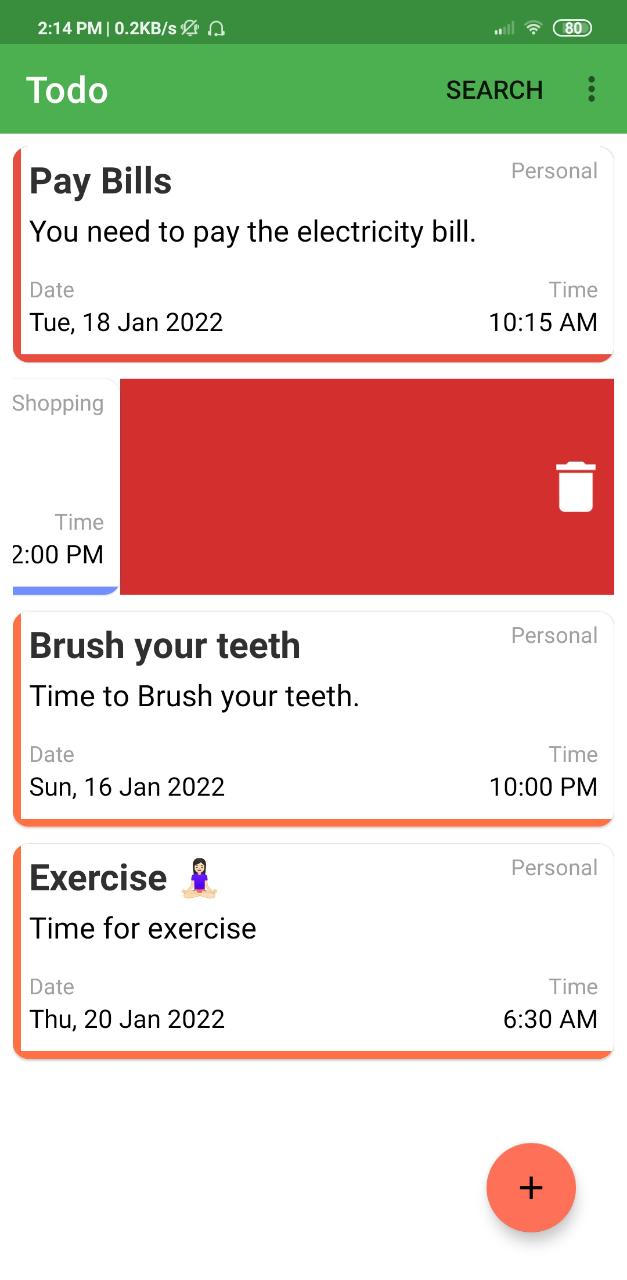 2:14 PM | 0.2KB/s 80
Todo SEARCH
Pay Bills Personal
You need to pay the electricity bill.
Date Time
Tue, 18 Jan 2022 10:15 AM
Shopping
Time
2:00 PM
Brush your teeth Personal
Time to Brush your teeth.
Date Time
Sun, 16 Jan 2022 10:00 PM
Exercise Personal
Time for exercise
Date Time
Thu, 20 Jan 2022 6:30 AM
+